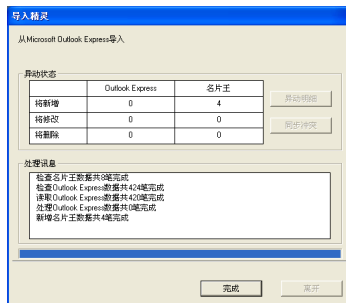 导入精灵
从Microsoft Outlook Express导入
异动状态
Outlook Express 名片王
将新增 0 4
将修改 0 0
将删除 0 0
异动明细
同步冲突
处理讯息
检查名片王数据共8笔完成
检查Outlook Express数据共424笔完成
读取Outlook Express数据共420笔完成
处理Outlook Express数据共0笔完成
新增名片王数据共4笔完成
完成
离开